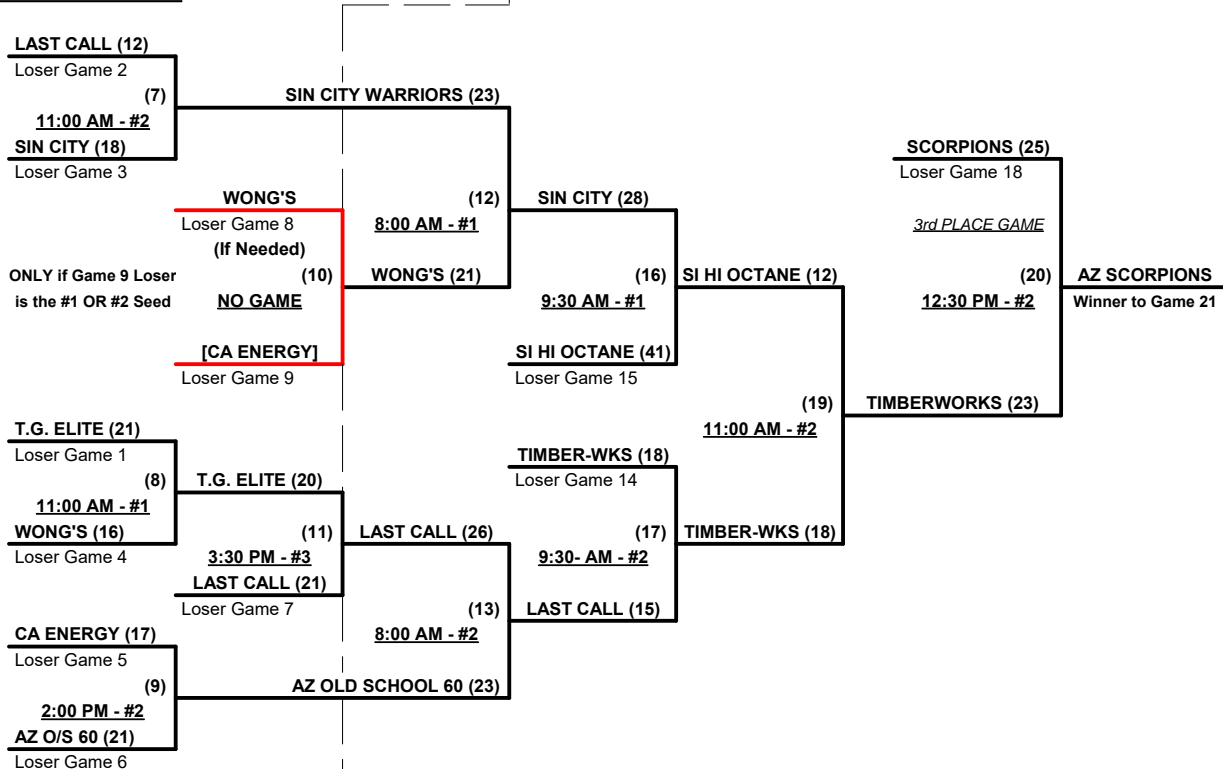 LAST CALL (12)
Loser Game 2
(7)
11:00 AM - #2
SIN CITY (18)
Loser Game 3
SIN CITY WARRIORS (23)
WONG'S
Loser Game 8
(If Needed)
ONLY if Game 9 Loser
is the #1 OR #2 Seed
(10)
NO GAME
[CA ENERGY]
Loser Game 9
(12)
8:00 AM - #1
WONG'S (21)
SIN CITY (28)
(16)
9:30 AM - #1
SI HI OCTANE (41)
Loser Game 15
SI HI OCTANE (12)
SCORPIONS (25)
Loser Game 18
3rd PLACE GAME
(20)
12:30 PM - #2
AZ SCORPIONS
Winner to Game 21
(19)
11:00 AM - #2
TIMBERWORKS (23)
T.G. ELITE (21)
Loser Game 1
(8)
11:00 AM - #1
WONG'S (16)
Loser Game 4
T.G. ELITE (20)
(11)
3:30 PM - #3
LAST CALL (21)
Loser Game 7
LAST CALL (26)
TIMBER-WKS (18)
Loser Game 14
(17)
9:30- AM - #2
TIMBER-WKS (18)
(13)
8:00 AM - #2
LAST CALL (15)
CA ENERGY (17)
Loser Game 5
(9)
2:00 PM - #2
AZ O/S 60 (21)
Loser Game 6
AZ OLD SCHOOL 60 (23)